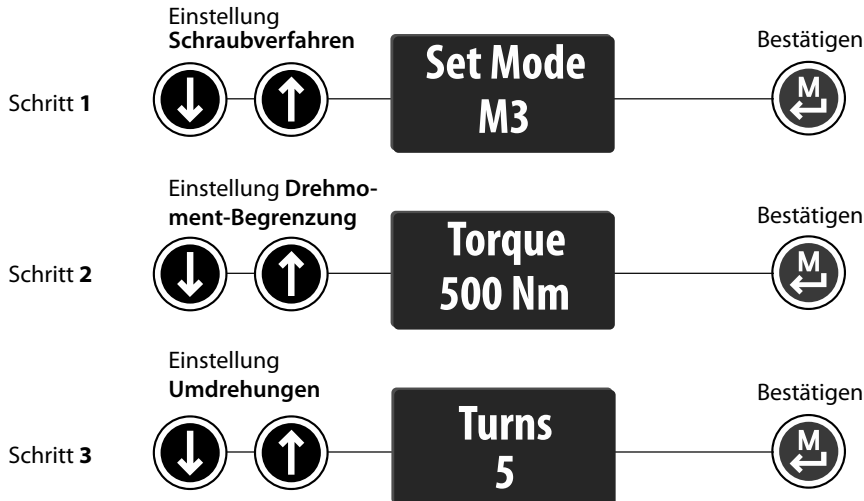 Einstellung
Schraubverfahren
Bestätigen
Schritt 1
Set Mode
M3
M
Einstellung Drehmo-
ment-Begrenzung
Bestätigen
Schritt 2
Torque
500 Nm
M
Einstellung
Umdrehungen
Bestätigen
Schritt 3
Turns
5
M